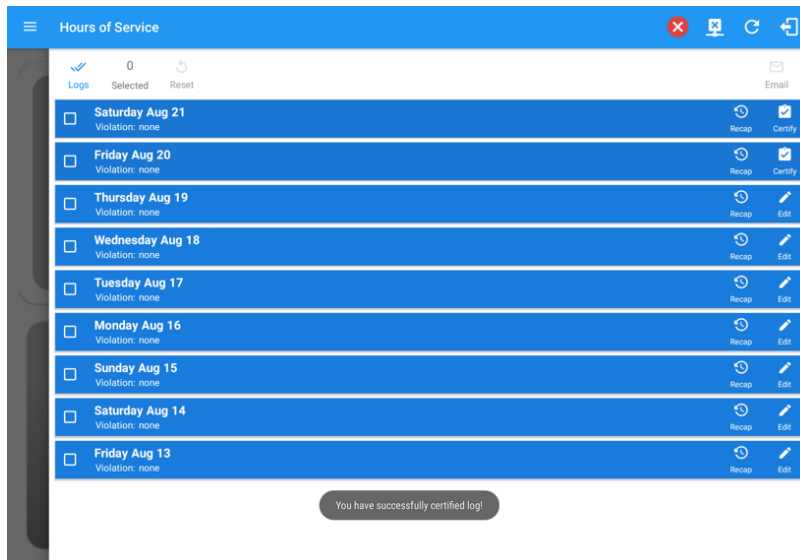 Hours of Service
0
Logs Selected Reset Email
Saturday Aug 21
Violation: none
Recap Certify
Friday Aug 20
Violation: none
Recap Certify
Thursday Aug 19
Violation: none
Recap Edit
Wednesday Aug 18
Violation: none
Recap Edit
Tuesday Aug 17
Violation: none
Recap Edit
Monday Aug 16
Violation: none
Recap Edit
Sunday Aug 15
Violation: none
Recap Edit
Saturday Aug 14
Violation: none
Recap Edit
Friday Aug 13
Violation: none
Recap Edit
You have successfully certified log!